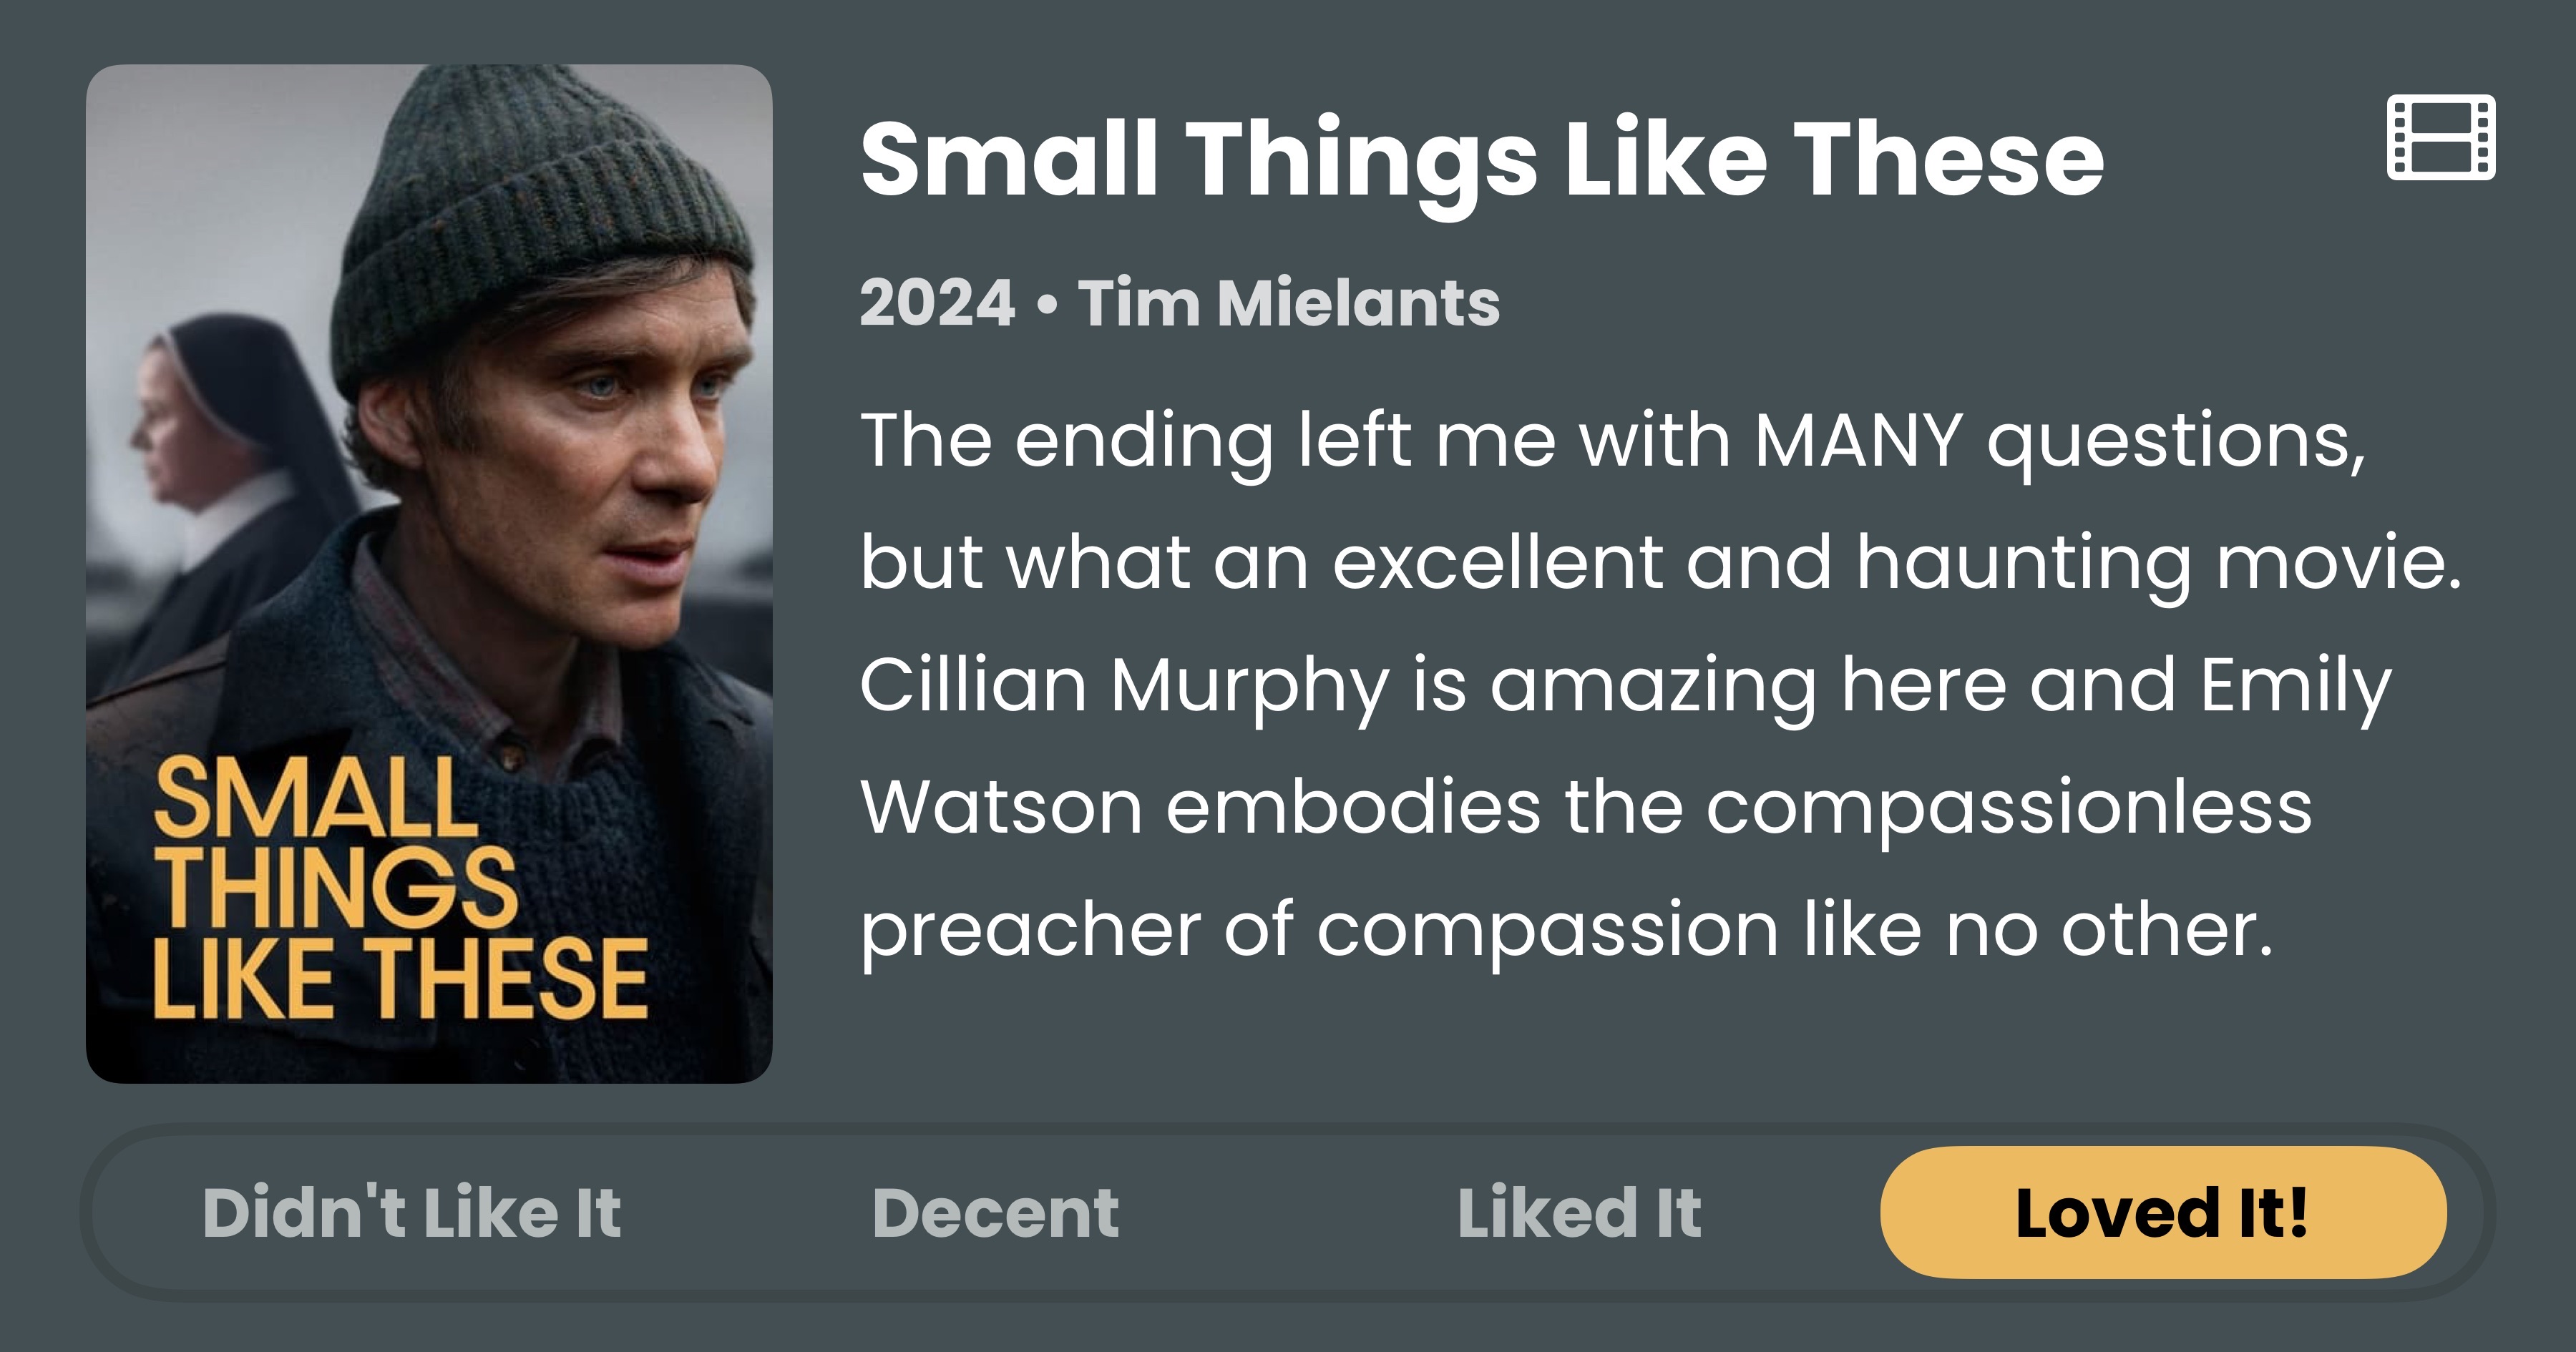 Small Things Like These
2024 • Tim Mielants
The ending left me with MANY questions,
but what an excellent and haunting movie.
Cillian Murphy is amazing here and Emily
Watson embodies the compassionless
preacher of compassion like no other.
SMALL
THINGS
LIKE THESE
Didn't Like It
Decent
Liked It
Loved It!